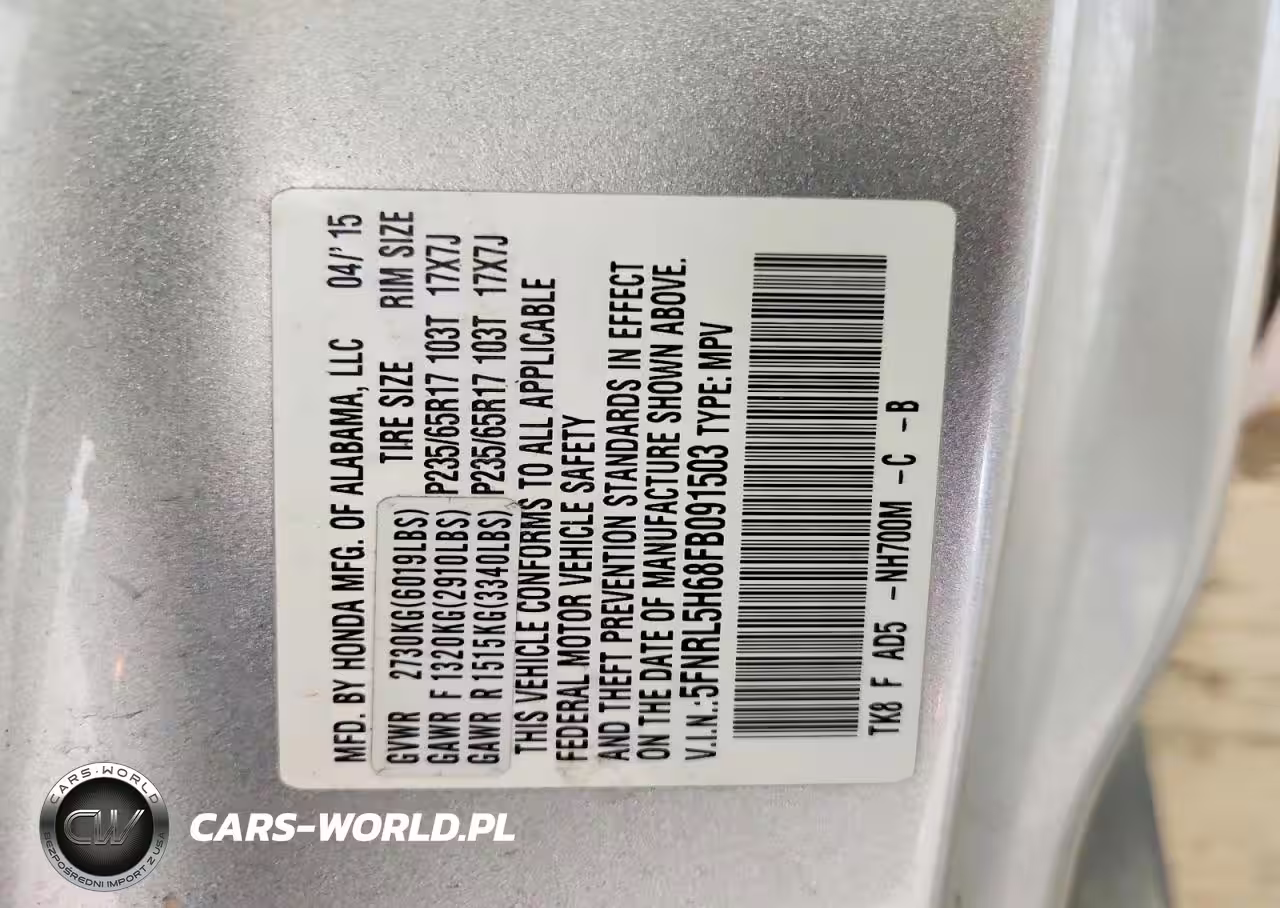 MFD. BY HONDA MFG. OF ALABAMA, LLC 04/' 15
GVWR 2730KG(6019LBS) TIRE SIZE RIM SIZE
GAWR F 1320KG(2910LBS) P235/65R17 103T 17X7J
GAWR R 1515KG(3340LBS) P235/65R17 103T 17X7J
THIS VEHICLE CONFORMS TO ALL APPLICABLE
FEDERAL MOTOR VEHICLE SAFETY
AND THEFT PREVENTION STANDARDS IN EFFECT
ON THE DATE OF MANUFACTURE SHOWN ABOVE.
V.I.N.:5FNRL5H68FB091503 TYPE: MPV
TK8 F AD5 -NH700M -C -B
CARS-WORLD
CW
BEZPOŚREDNI IMPORT Z USA
CARS-WORLD.PL